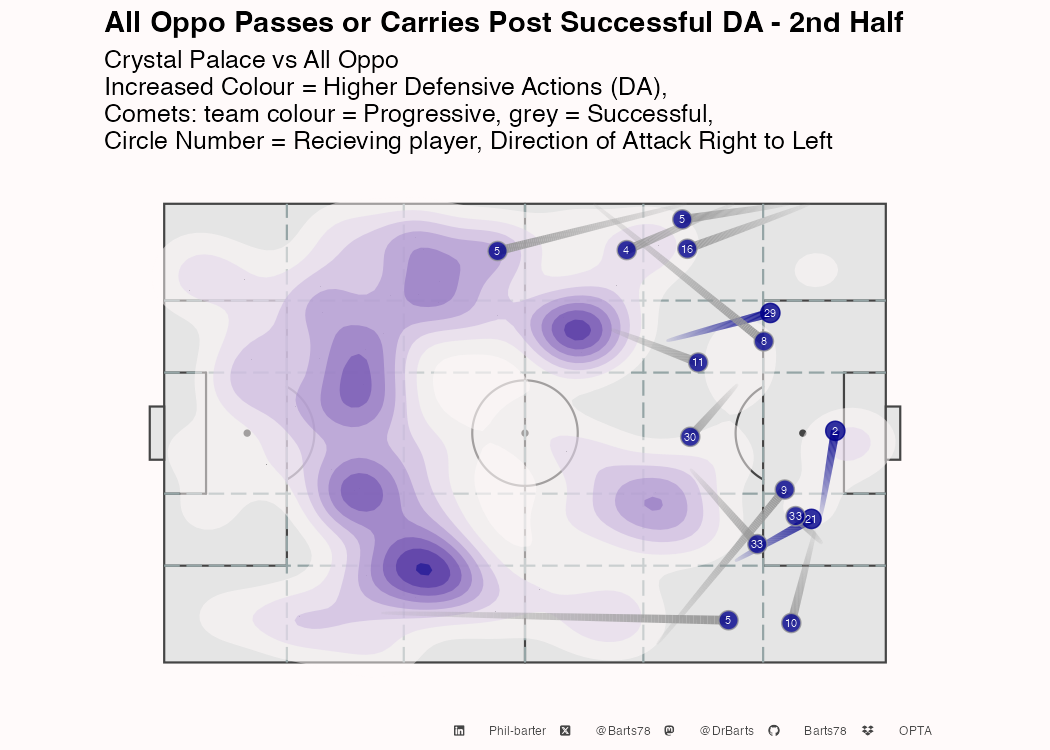 All Oppo Passes or Carries Post Successful DA - 2nd Half
Crystal Palace vs All Oppo
Increased Colour = Higher Defensive Actions (DA),
Comets: team colour = Progressive, grey = Successful,
Circle Number = Recieving player, Direction of Attack Right to Left
5
5
4
16
29
8
11
30
2
9
33
21
33
5
10
Phil-barter @Barts78 @DrBarts Barts78 OPTA